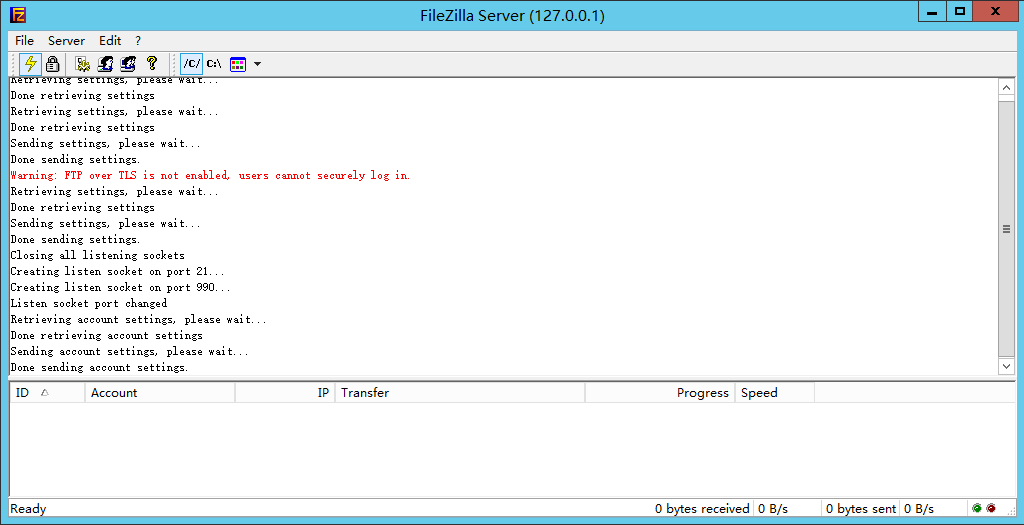 FileZilla Server (127.0.0.1)
File Server Edit ?
/C/ C:\
Retrieving settings, please wait...
Done retrieving settings
Retrieving settings, please wait...
Done retrieving settings
Sending settings, please wait...
Done sending settings.
Warning: FTP over TLS is not enabled, users cannot securely log in.
Retrieving settings, please wait...
Done retrieving settings
Sending settings, please wait...
Done sending settings.
Closing all listening sockets
Creating listen socket on port 21...
Creating listen socket on port 990...
Listen socket port changed
Retrieving account settings, please wait...
Done retrieving account settings
Sending account settings, please wait...
Done sending account settings.
ID Account IP Transfer Progress Speed
Ready 0 bytes received 0 B/s 0 bytes sent 0 B/s